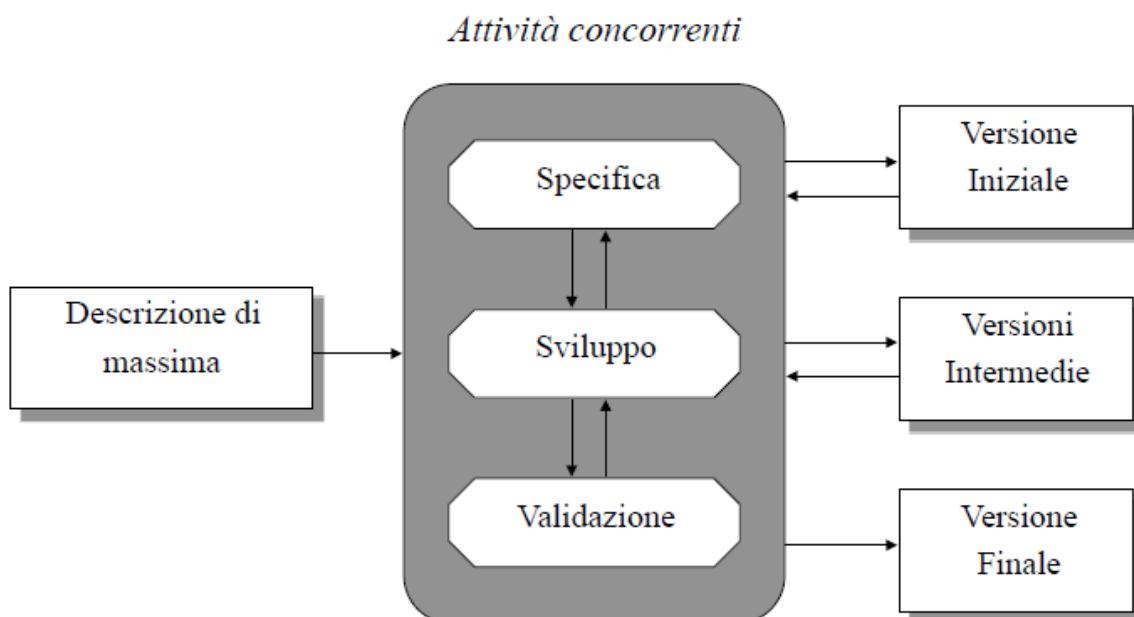 Attività concorrenti
Descrizione di
massima
Specifica
Sviluppo
Validazione
Versione
Iniziale
Versioni
Intermedie
Versione
Finale